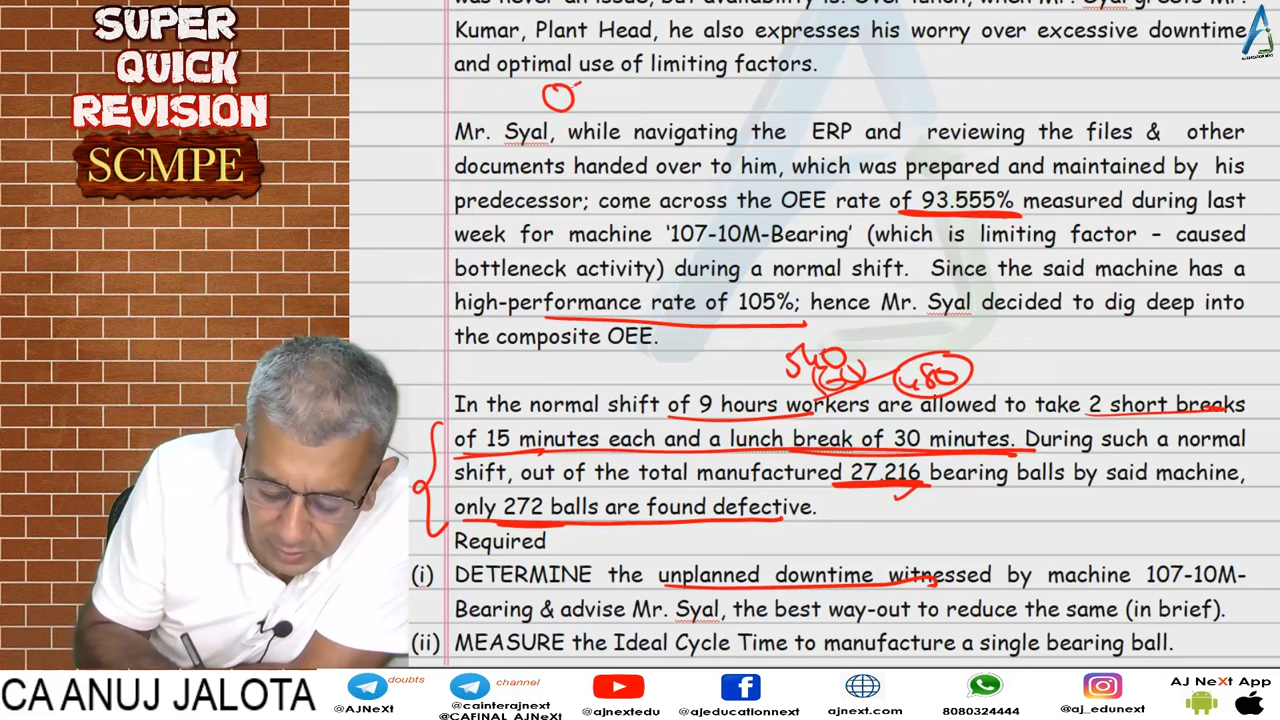 SUPER
QUICK
REVISION
SCMPE
Kumar, Plant Head, he also expresses his worry over excessive downtime
and optimal use of limiting factors.
Mr. Syal, while navigating the ERP and reviewing the files & other
documents handed over to him, which was prepared and maintained by his
predecessor; come across the OEE rate of 93.555% measured during last
week for machine ‘107-10M-Bearing’ (which is limiting factor – caused
bottleneck activity) during a normal shift. Since the said machine has a
high-performance rate of 105%; hence Mr. Syal decided to dig deep into
the composite OEE.
540
480
In the normal shift of 9 hours workers are allowed to take 2 short breaks
of 15 minutes each and a lunch break of 30 minutes. During such a normal
shift, out of the total manufactured 27,216 bearing balls by said machine,
only 272 balls are found defective.
Required
(i) DETERMINE the unplanned downtime witnessed by machine 107-10M-
Bearing & advise Mr. Syal, the best way-out to reduce the same (in brief).
(ii) MEASURE the Ideal Cycle Time to manufacture a single bearing ball.
CA ANUJ JALOTA
doubts
@AJNeXt
channel
@cainterajnext
@CAFINAL_AJNeXt
@ajnextedu
@ajeducationnext
ajnext.com
8080324444
@aj_edunext
AJ NeXt App